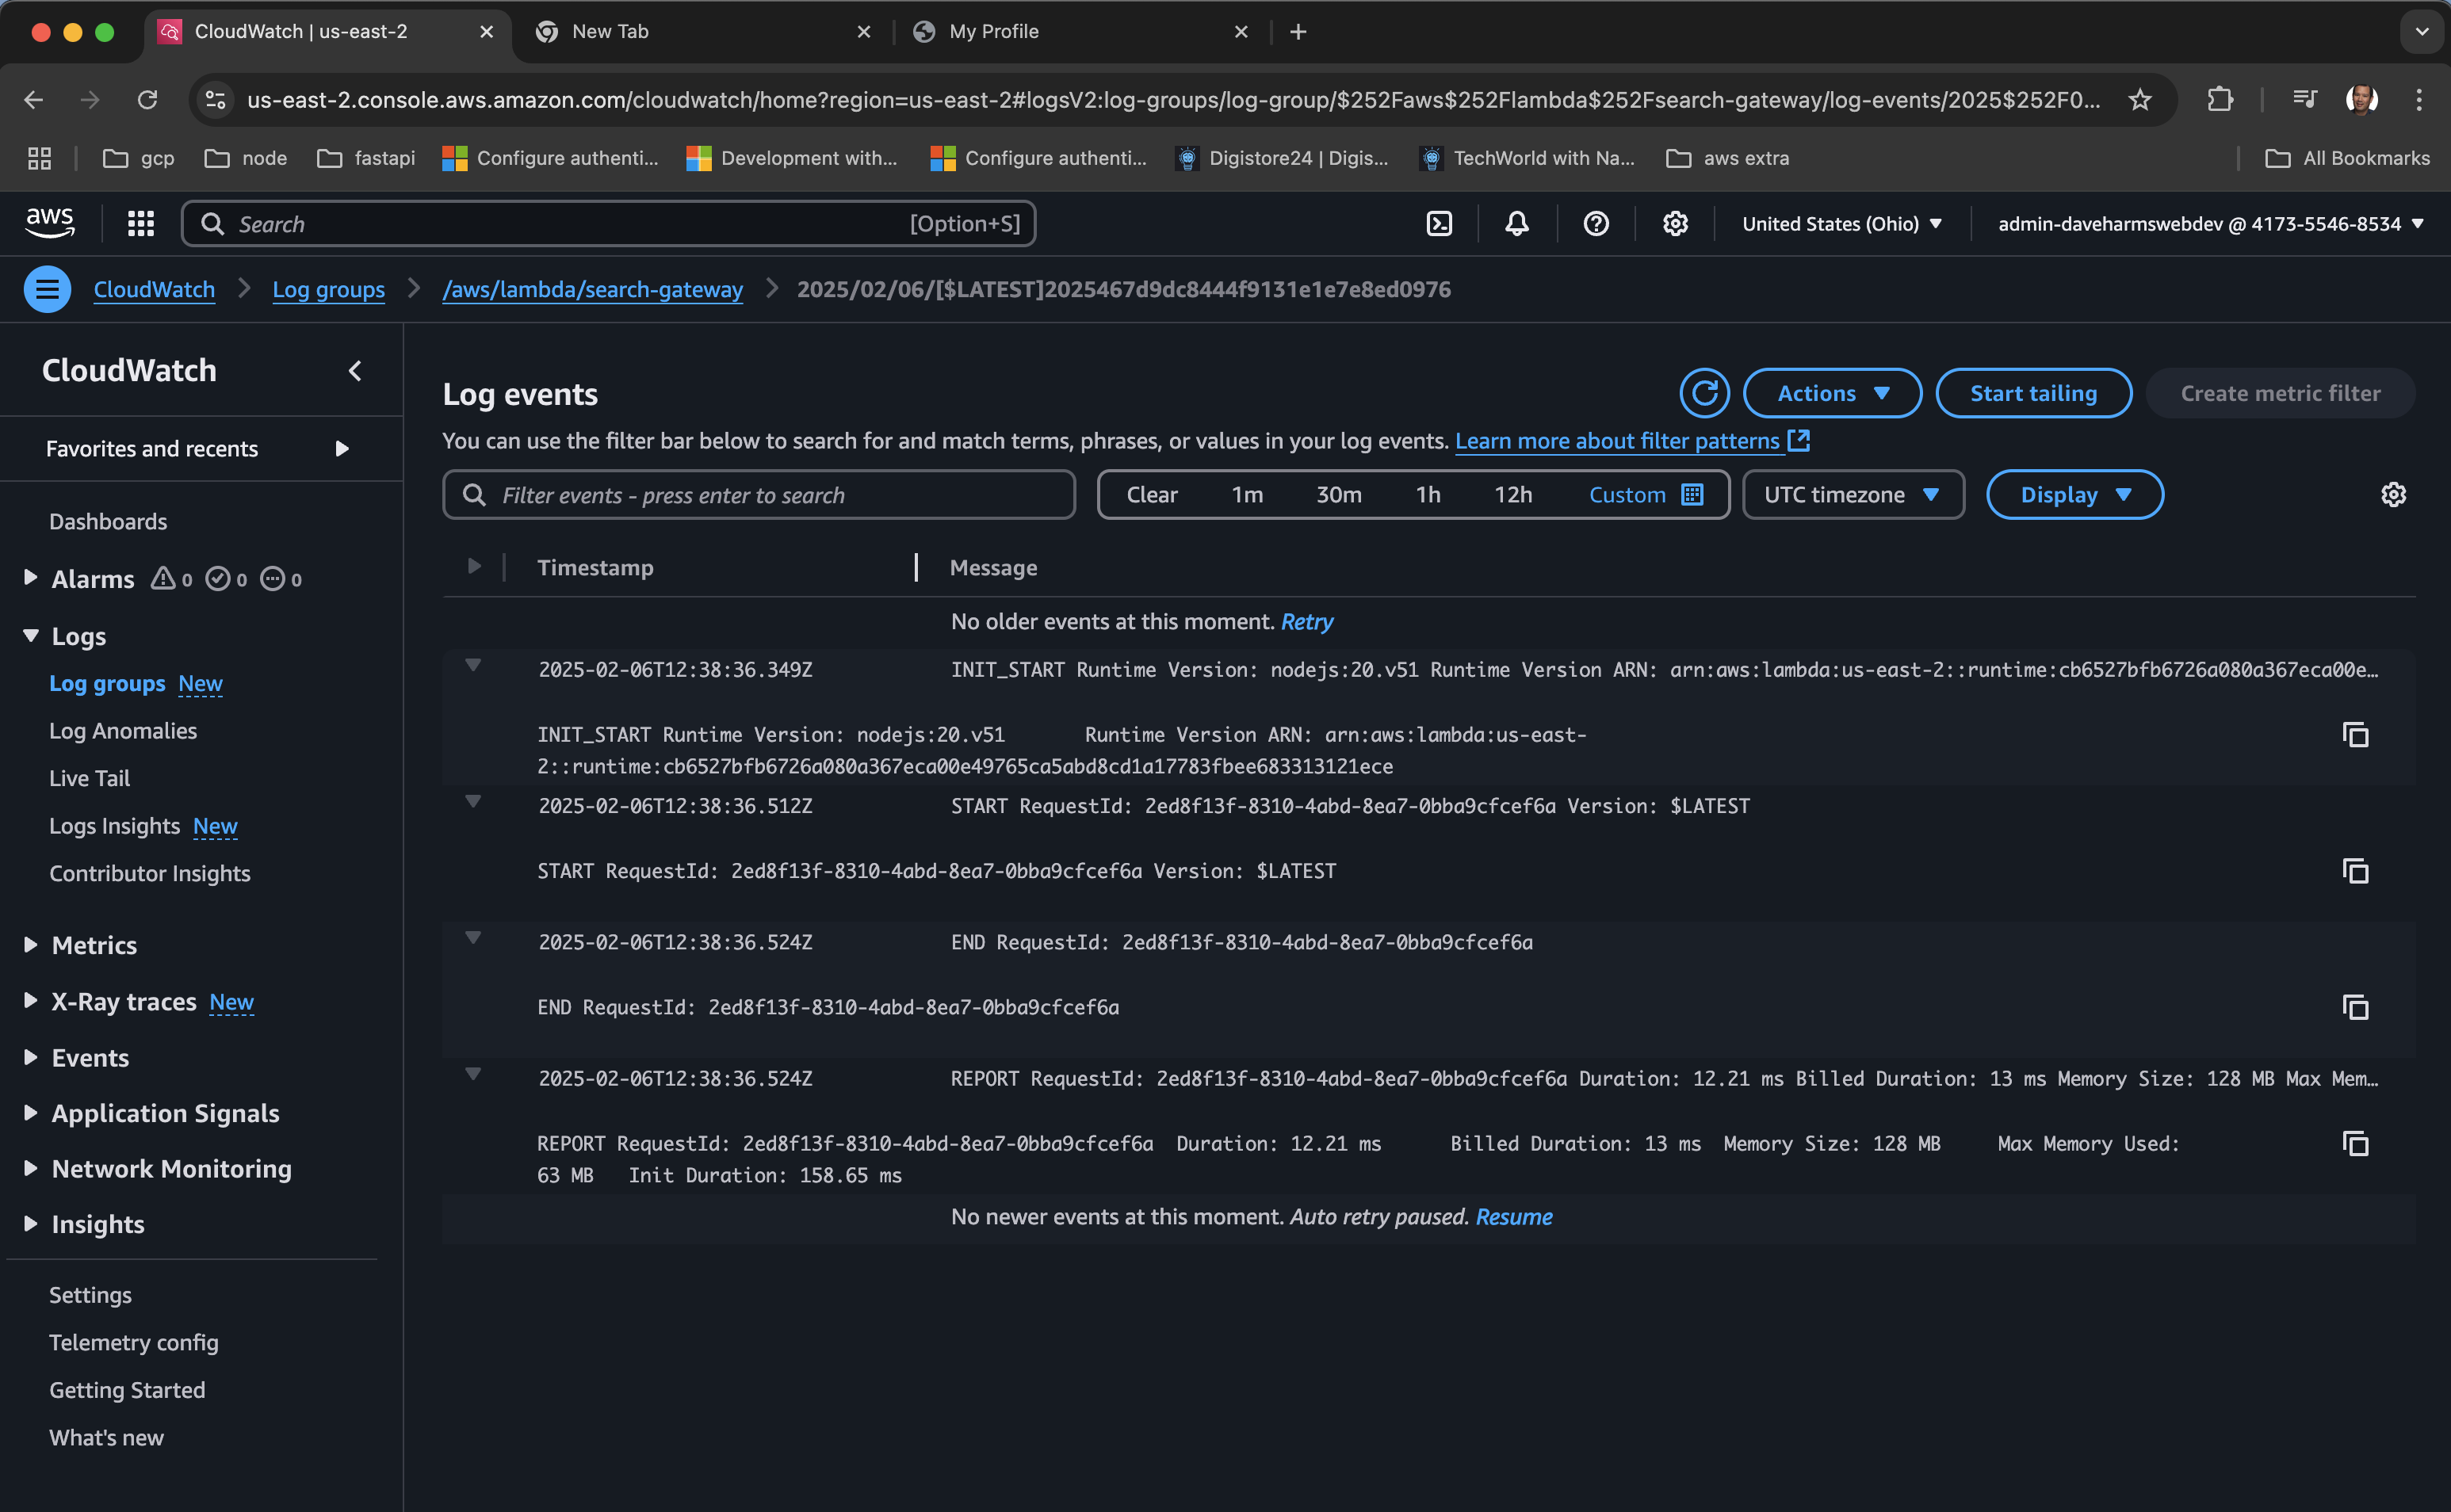 CloudWatch | us-east-2
New Tab
My Profile
us-east-2.console.aws.amazon.com/cloudwatch/home?region=us-east-2#logsV2:log-groups/log-group/$252Faws$252Flambda$252Fsearch-gateway/log-events/2025$252F0...
gcp
node
fastapi
Configure authenti...
Development with...
Configure authenti...
Digistore24 | Digis...
TechWorld with Na...
aws extra
All Bookmarks
aws
Search
[Option+S]
United States (Ohio)
admin-daveharmswebdev @ 4173-5546-8534
CloudWatch
Log groups
/aws/lambda/search-gateway
2025/02/06/[$LATEST]2025467d9dc8444f9131e1e7e8ed0976
CloudWatch
Favorites and recents
Dashboards
Alarms 0 0 0
Logs
Log groups New
Log Anomalies
Live Tail
Logs Insights New
Contributor Insights
Metrics
X-Ray traces New
Events
Application Signals
Network Monitoring
Insights
Settings
Telemetry config
Getting Started
What's new
Log events
Actions
Start tailing
Create metric filter
You can use the filter bar below to search for and match terms, phrases, or values in your log events. Learn more about filter patterns
Filter events - press enter to search
Clear 1m 30m 1h 12h Custom
UTC timezone
Display
Timestamp Message
No older events at this moment. Retry
2025-02-06T12:38:36.349Z INIT_START Runtime Version: nodejs:20.v51 Runtime Version ARN: arn:aws:lambda:us-east-2::runtime:cb6527bfb6726a080a367eca00e...
INIT_START Runtime Version: nodejs:20.v51 Runtime Version ARN: arn:aws:lambda:us-east-
2::runtime:cb6527bfb6726a080a367eca00e49765ca5abd8cd1a17783fbee683313121ece
2025-02-06T12:38:36.512Z START RequestId: 2ed8f13f-8310-4abd-8ea7-0bba9cfcef6a Version: $LATEST
START RequestId: 2ed8f13f-8310-4abd-8ea7-0bba9cfcef6a Version: $LATEST
2025-02-06T12:38:36.524Z END RequestId: 2ed8f13f-8310-4abd-8ea7-0bba9cfcef6a
END RequestId: 2ed8f13f-8310-4abd-8ea7-0bba9cfcef6a
2025-02-06T12:38:36.524Z REPORT RequestId: 2ed8f13f-8310-4abd-8ea7-0bba9cfcef6a Duration: 12.21 ms Billed Duration: 13 ms Memory Size: 128 MB Max Mem...
REPORT RequestId: 2ed8f13f-8310-4abd-8ea7-0bba9cfcef6a Duration: 12.21 ms Billed Duration: 13 ms Memory Size: 128 MB Max Memory Used:
63 MB Init Duration: 158.65 ms
No newer events at this moment. Auto retry paused. Resume